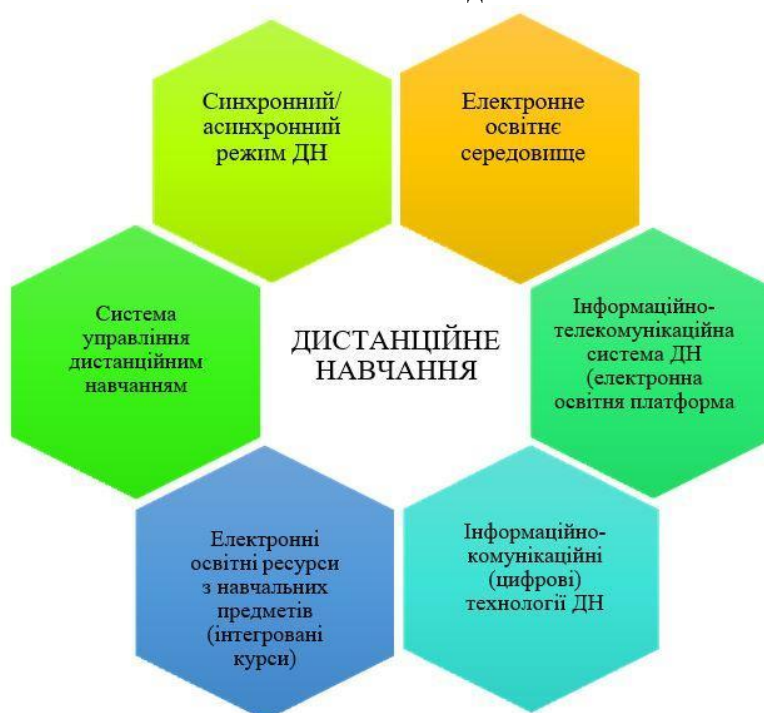 Синхронний/
асинхронний
режим ДН
Електронне
освітнє
середовище
Система
управління
дистанційним
навчанням
ДИСТАНЦІЙНЕ
НАВЧАННЯ
Інформаційно-
телекомунікаційна
система ДН
(електронна
освітня платформа
Електронні
освітні ресурси
з навчальних
предметів
(інтегровані
курси)
Інформаційно-
комунікаційні
(цифрові)
технології ДН